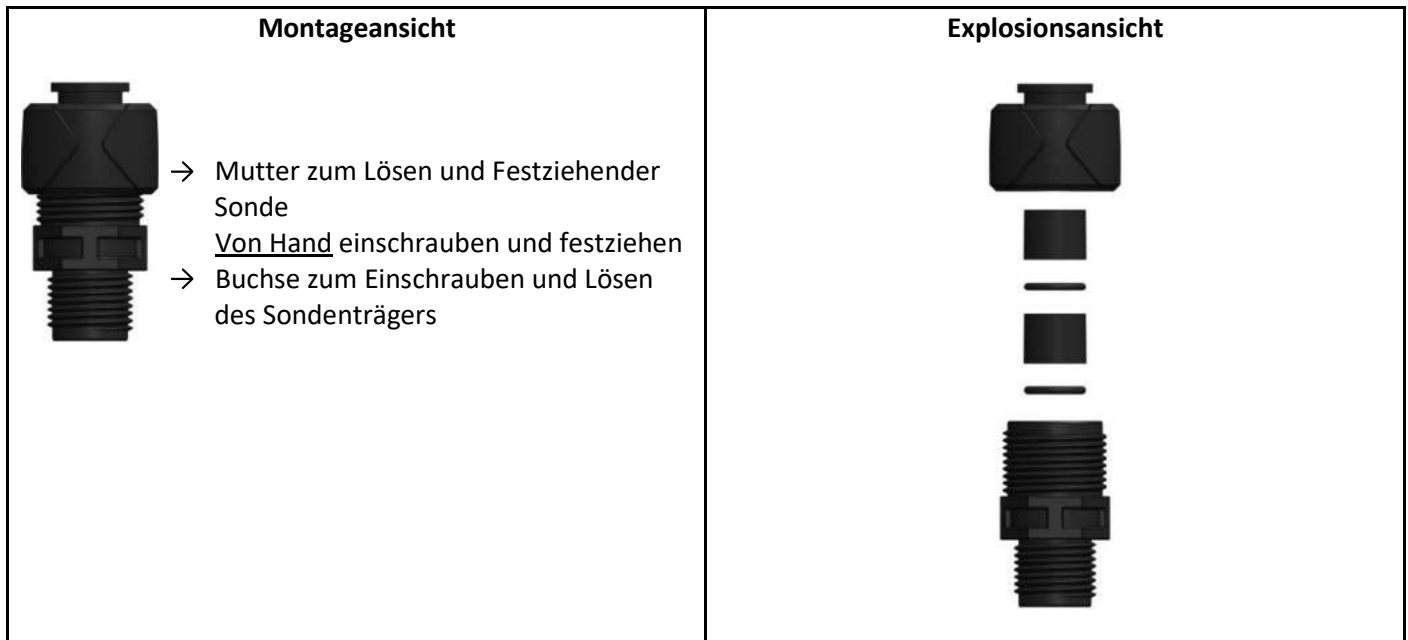 Montageansicht
Explosionsansicht
→ Mutter zum Lösen und Festziehender
Sonde
Von Hand einschrauben und festziehen
→ Buchse zum Einschrauben und Lösen
des Sondenträgers